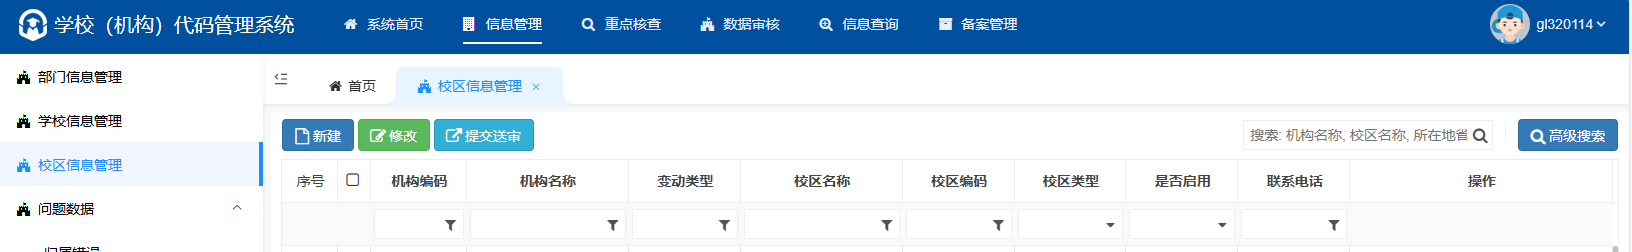 学校（机构）代码管理系统
系统首页
信息管理
重点核查
数据审核
信息查询
备案管理
gl320114
部门信息管理
学校信息管理
校区信息管理
问题数据
归属错误
首页
校区信息管理 ×
新建
修改
提交送审
搜索: 机构名称, 校区名称, 所在地省
高级搜索
序号
机构编码
机构名称
变动类型
校区名称
校区编码
校区类型
是否启用
联系电话
操作